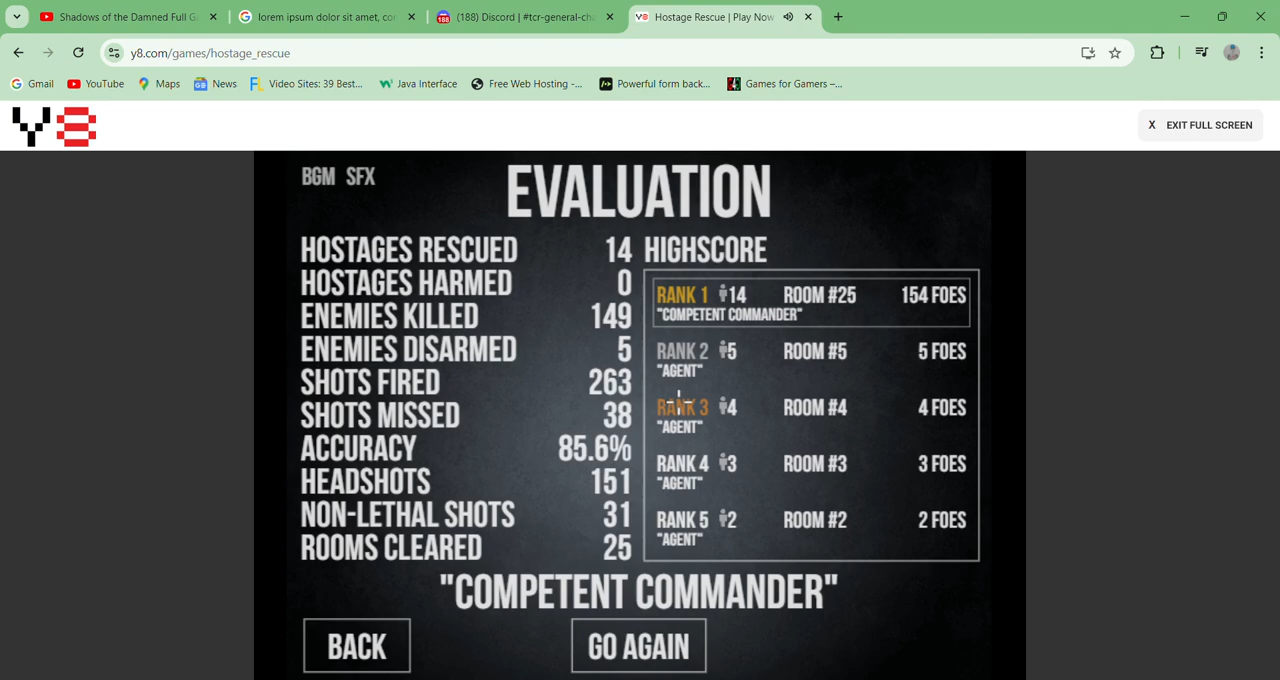 Shadows of the Damned Full G
lorem ipsum dolor sit amet, co
(188) Discord | #tcr-general-cha
Hostage Rescue | Play Now
y8.com/games/hostage_rescue
Gmail
YouTube
Maps
News
Video Sites: 39 Best...
Java Interface
Free Web Hosting -...
Powerful form back...
Games for Gamers –...
Y8
X EXIT FULL SCREEN
BGM SFX
EVALUATION
HOSTAGES RESCUED 14
HOSTAGES HARMED 0
ENEMIES KILLED 149
ENEMIES DISARMED 5
SHOTS FIRED 263
SHOTS MISSED 38
ACCURACY 85.6%
HEADSHOTS 151
NON-LETHAL SHOTS 31
ROOMS CLEARED 25
HIGHSCORE
RANK 1 14 ROOM #25 154 FOES
"COMPETENT COMMANDER"
RANK 2 5 ROOM #5 5 FOES
"AGENT"
RANK 3 4 ROOM #4 4 FOES
"AGENT"
RANK 4 3 ROOM #3 3 FOES
"AGENT"
RANK 5 2 ROOM #2 2 FOES
"AGENT"
"COMPETENT COMMANDER"
BACK
GO AGAIN